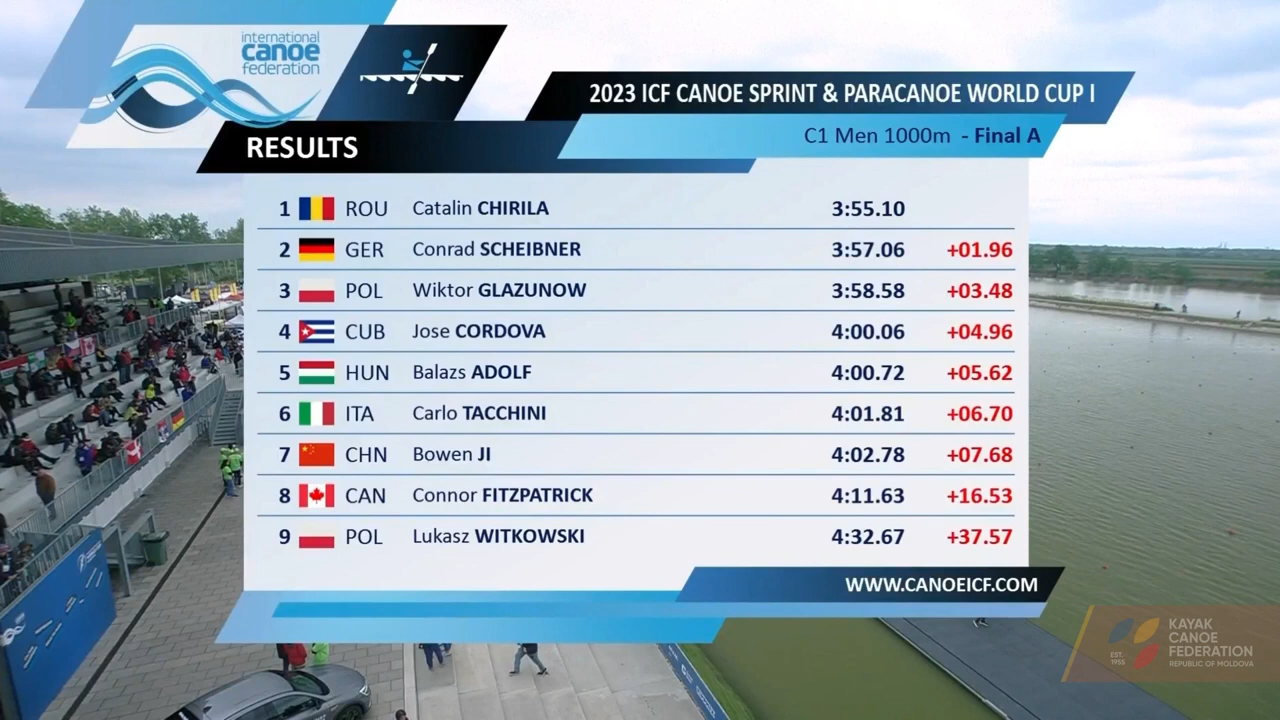 international
canoe
federation
2023 ICF CANOE SPRINT & PARACANOE WORLD CUP I
C1 Men 1000m - Final A
RESULTS
1 ROU Catalin CHIRILA 3:55.10
2 GER Conrad SCHEIBNER 3:57.06 +01.96
3 POL Wiktor GLAZUNOW 3:58.58 +03.48
4 CUB Jose CORDOVA 4:00.06 +04.96
5 HUN Balazs ADOLF 4:00.72 +05.62
6 ITA Carlo TACCHINI 4:01.81 +06.70
7 CHN Bowen JI 4:02.78 +07.68
8 CAN Connor FITZPATRICK 4:11.63 +16.53
9 POL Lukasz WITKOWSKI 4:32.67 +37.57
WWW.CANOEICF.COM
EST.
1955
KAYAK
CANOE
FEDERATION
REPUBLIC OF MOLDOVA